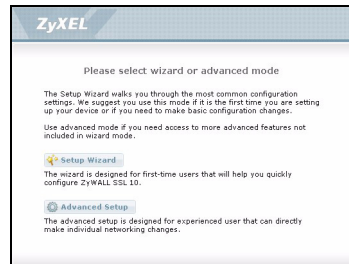 ZyXEL
Please select wizard or advanced mode
The Setup Wizard walks you through the most common configuration
settings. We suggest you use this mode if it is the first time you are setting
up your device or if you need to make basic configuration changes.
Use advanced mode if you need access to more advanced features not
included in wizard mode.
Setup Wizard
The wizard is designed for first-time users that will help you quickly
configure ZyWALL SSL 10.
Advanced Setup
The advanced setup is designed for experienced user that can directly
make individual networking changes.